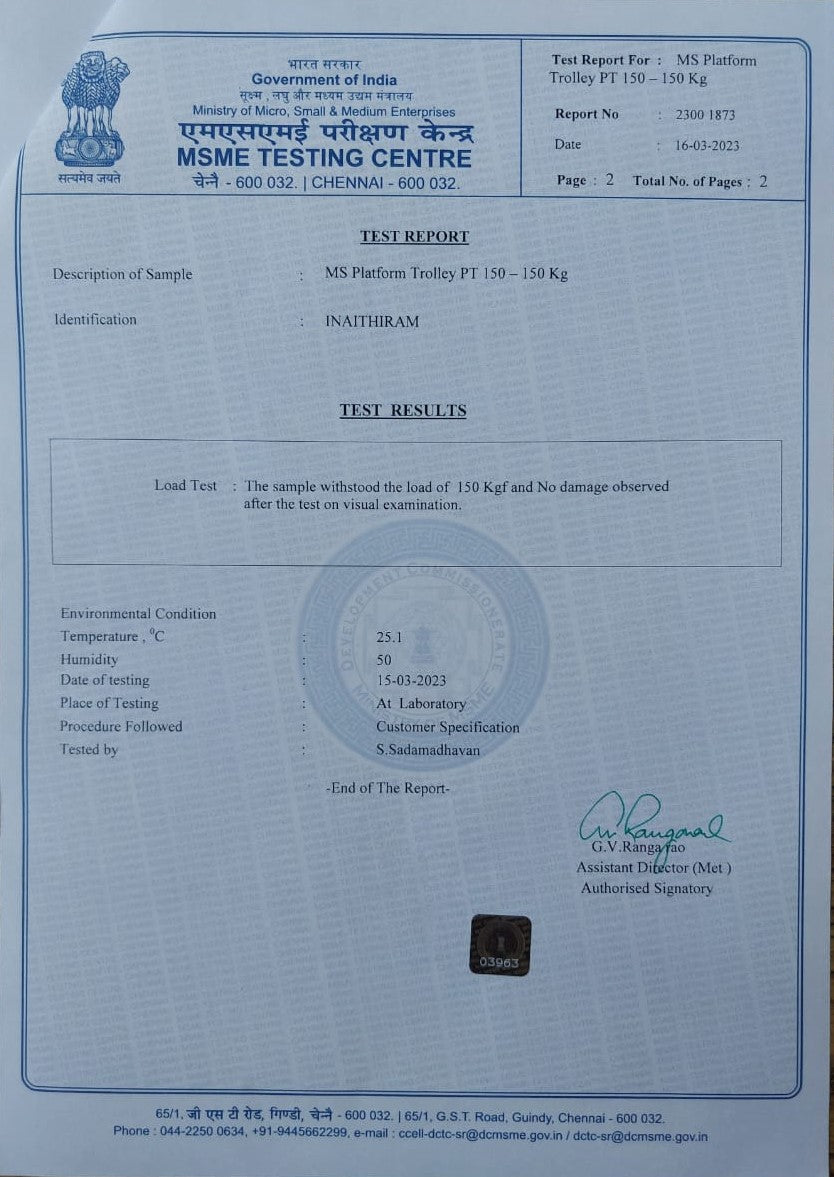 सत्यमेव जयते
भारत सरकार
Government of India
सूक्ष्म , लघु और मध्यम उद्यम मंत्रालय
Ministry of Micro, Small & Medium Enterprises
एमएसएमई परीक्षण केन्द्र
MSME TESTING CENTRE
चेन्नै - 600 032. | CHENNAI - 600 032.
Test Report For : MS Platform
Trolley PT 150 – 150 Kg
Report No : 2300 1873
Date : 16-03-2023
Page : 2 Total No. of Pages : 2
TEST REPORT
Description of Sample : MS Platform Trolley PT 150 – 150 Kg
Identification : INAITHIRAM
TEST RESULTS
Load Test : The sample withstood the load of 150 Kgf and No damage observed
after the test on visual examination.
DEVELOPMENT COMMISSIONERATE
Environmental Condition
Temperature , ⁰C : 25.1
Humidity : 50
Date of testing : 15-03-2023
Place of Testing : At Laboratory
Procedure Followed : Customer Specification
Tested by : S.Sadamadhavan
-End of The Report-
G.V.Ranga rao
Assistant Director (Met )
Authorised Signatory
03963
65/1, जी एस टी रोड, गिण्डी, चेन्नै - 600 032. | 65/1, G.S.T. Road, Guindy, Chennai - 600 032.
Phone : 044-2250 0634, +91-9445662299, e-mail : ccell-dctc-sr@dcmsme.gov.in / dctc-sr@dcmsme.gov.in